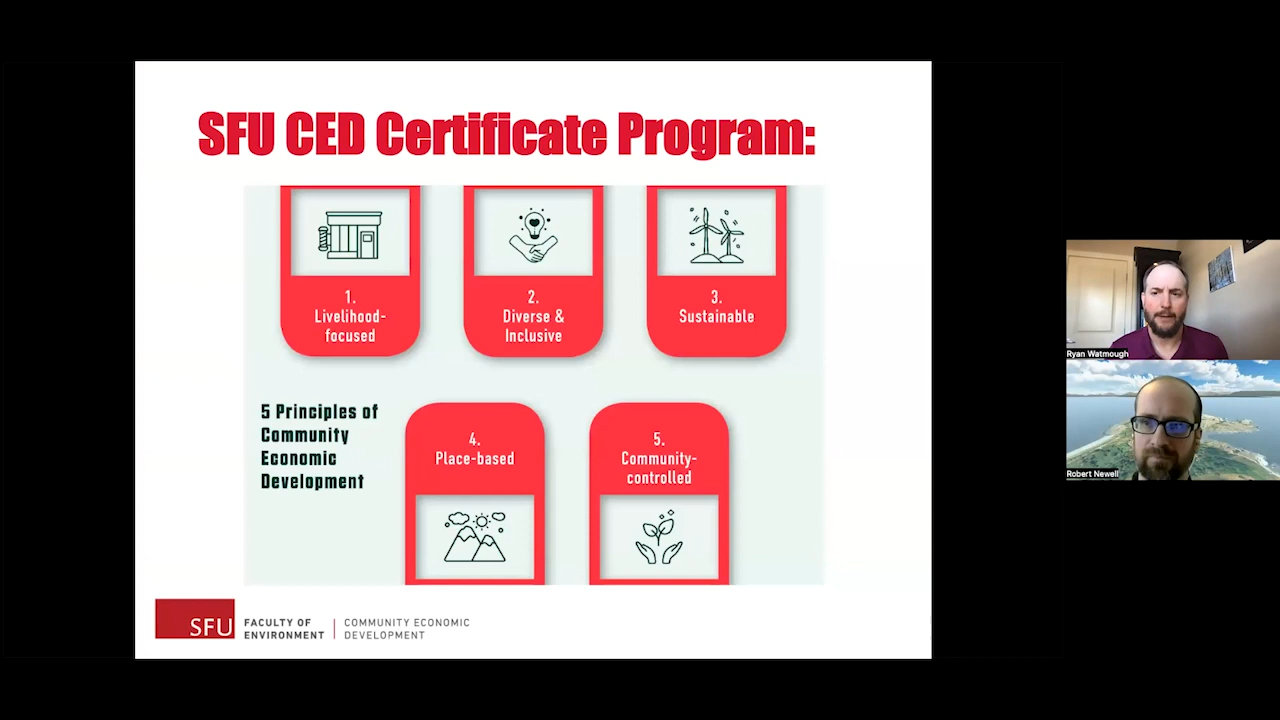 SFU CED Certificate Program:
1.
Livelihood-
focused
2.
Diverse &
Inclusive
3.
Sustainable
5 Principles of
Community
Economic
Development
4.
Place-based
5.
Community-
controlled
SFU
FACULTY OF
ENVIRONMENT
COMMUNITY ECONOMIC
DEVELOPMENT
Ryan Watmough
Robert Newell